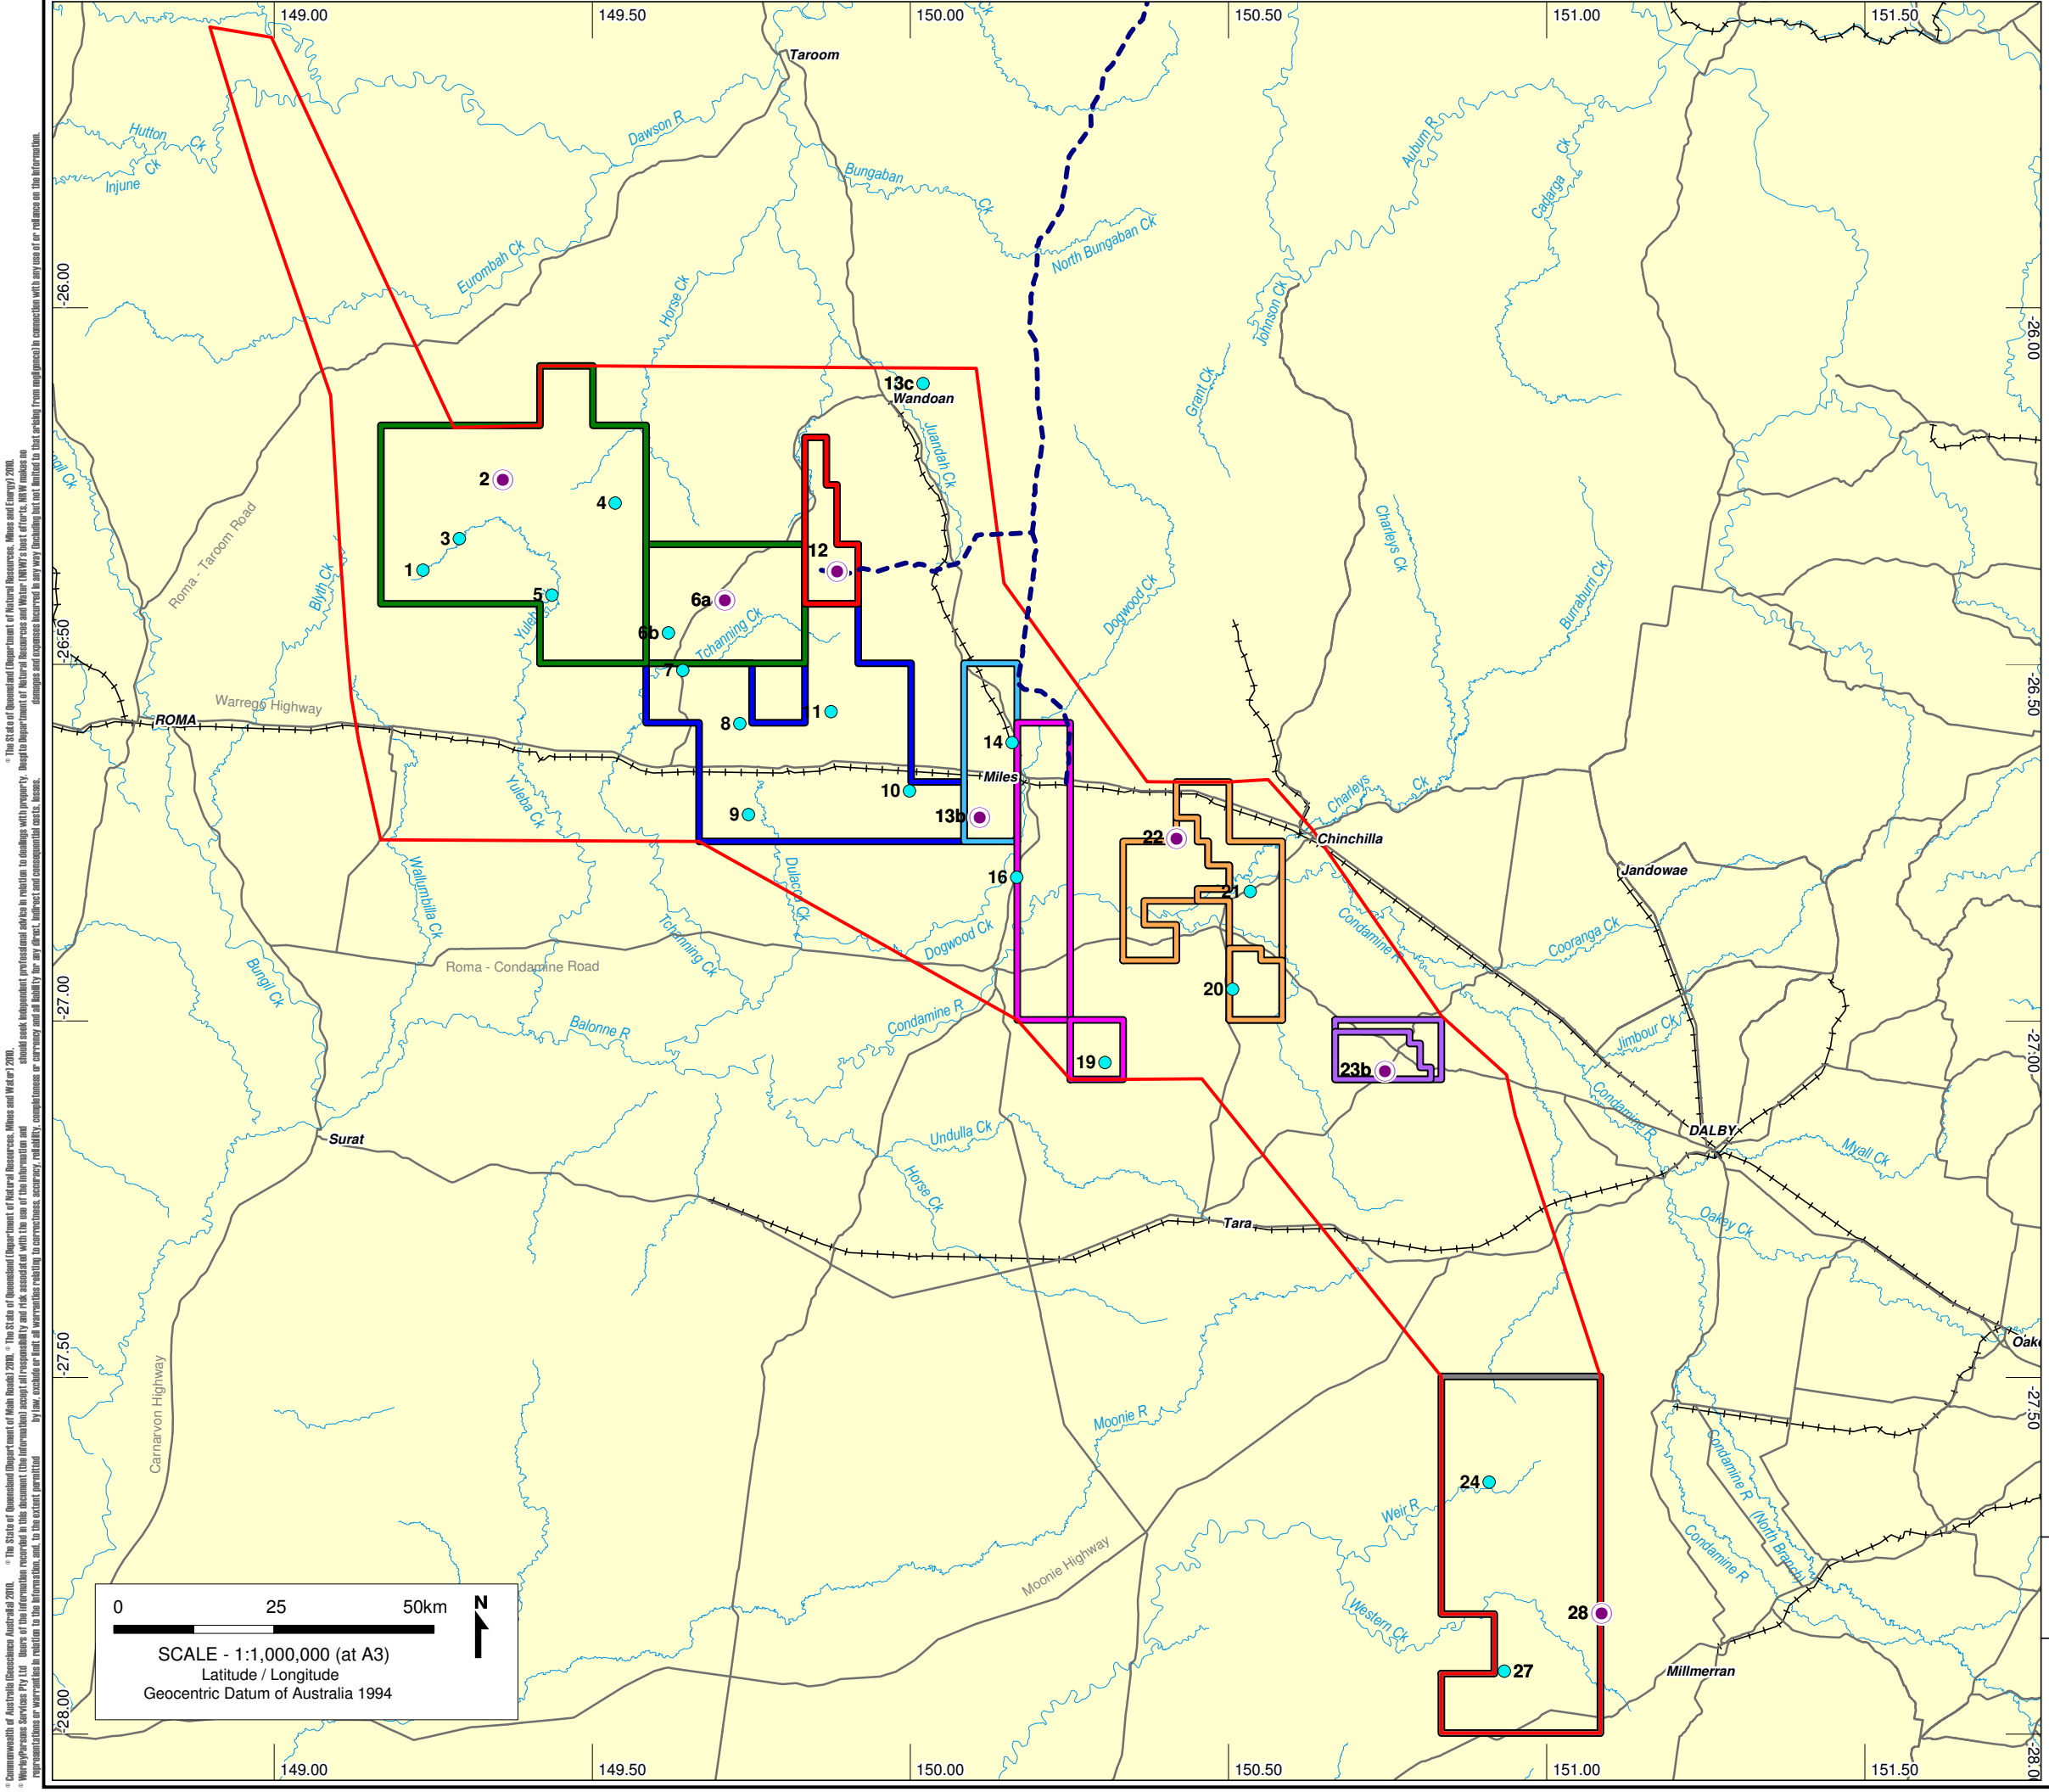 149.00
149.50
150.00
150.50
151.00
151.50
Taroom
Ck
Hutton
Ck
Injune
Ck
Dawson R
Bungaban
Ck
North Bungaban Ck
Auburn R
Cadarga
Ck
Eurombah Ck
Horse Ck
Johnson Ck
-26.00
-26.00
13c
Wandoan
Grant Ck
Juandah Ck
ngil Ck
2
4
3
1
5
12
6a
6b
Roma - Taroom Road
Blyth Ck
Tchanning Ck
Dogwood Ck
Charleys Ck
Burraburri Ck
-26.50
-26.50
7
8
11
14
Warrego Highway
ROMA
Miles
10
9
13b
22
Charleys
Ck
Chinchilla
Jandowae
Yuleba Ck
Dulacca Ck
16
21
Wallumbilla Ck
Tchanning Ck
Dogwood Ck
Condamine R
Cooranga Ck
Roma - Condamine Road
Bungil Ck
20
-27.00
-27.00
Balonne R
Condamine R
19
23b
Jimbour Ck
Condamine R
DALBY
Surat
Undulla Ck
Myall Ck
Horse Ck
Tara
Oakey Ck
-27.50
-27.50
Oake
Carnarvon Highway
Moonie R
24
Weir R
Condamine R
(North Branch)
Condamine R
Moonie Highway
Western Ck
28
27
Millmerran
0
25
50km
N
SCALE - 1:1,000,000 (at A3)
Latitude / Longitude
Geocentric Datum of Australia 1994
-28.00
149.00
149.50
150.00
150.50
151.00
151.50